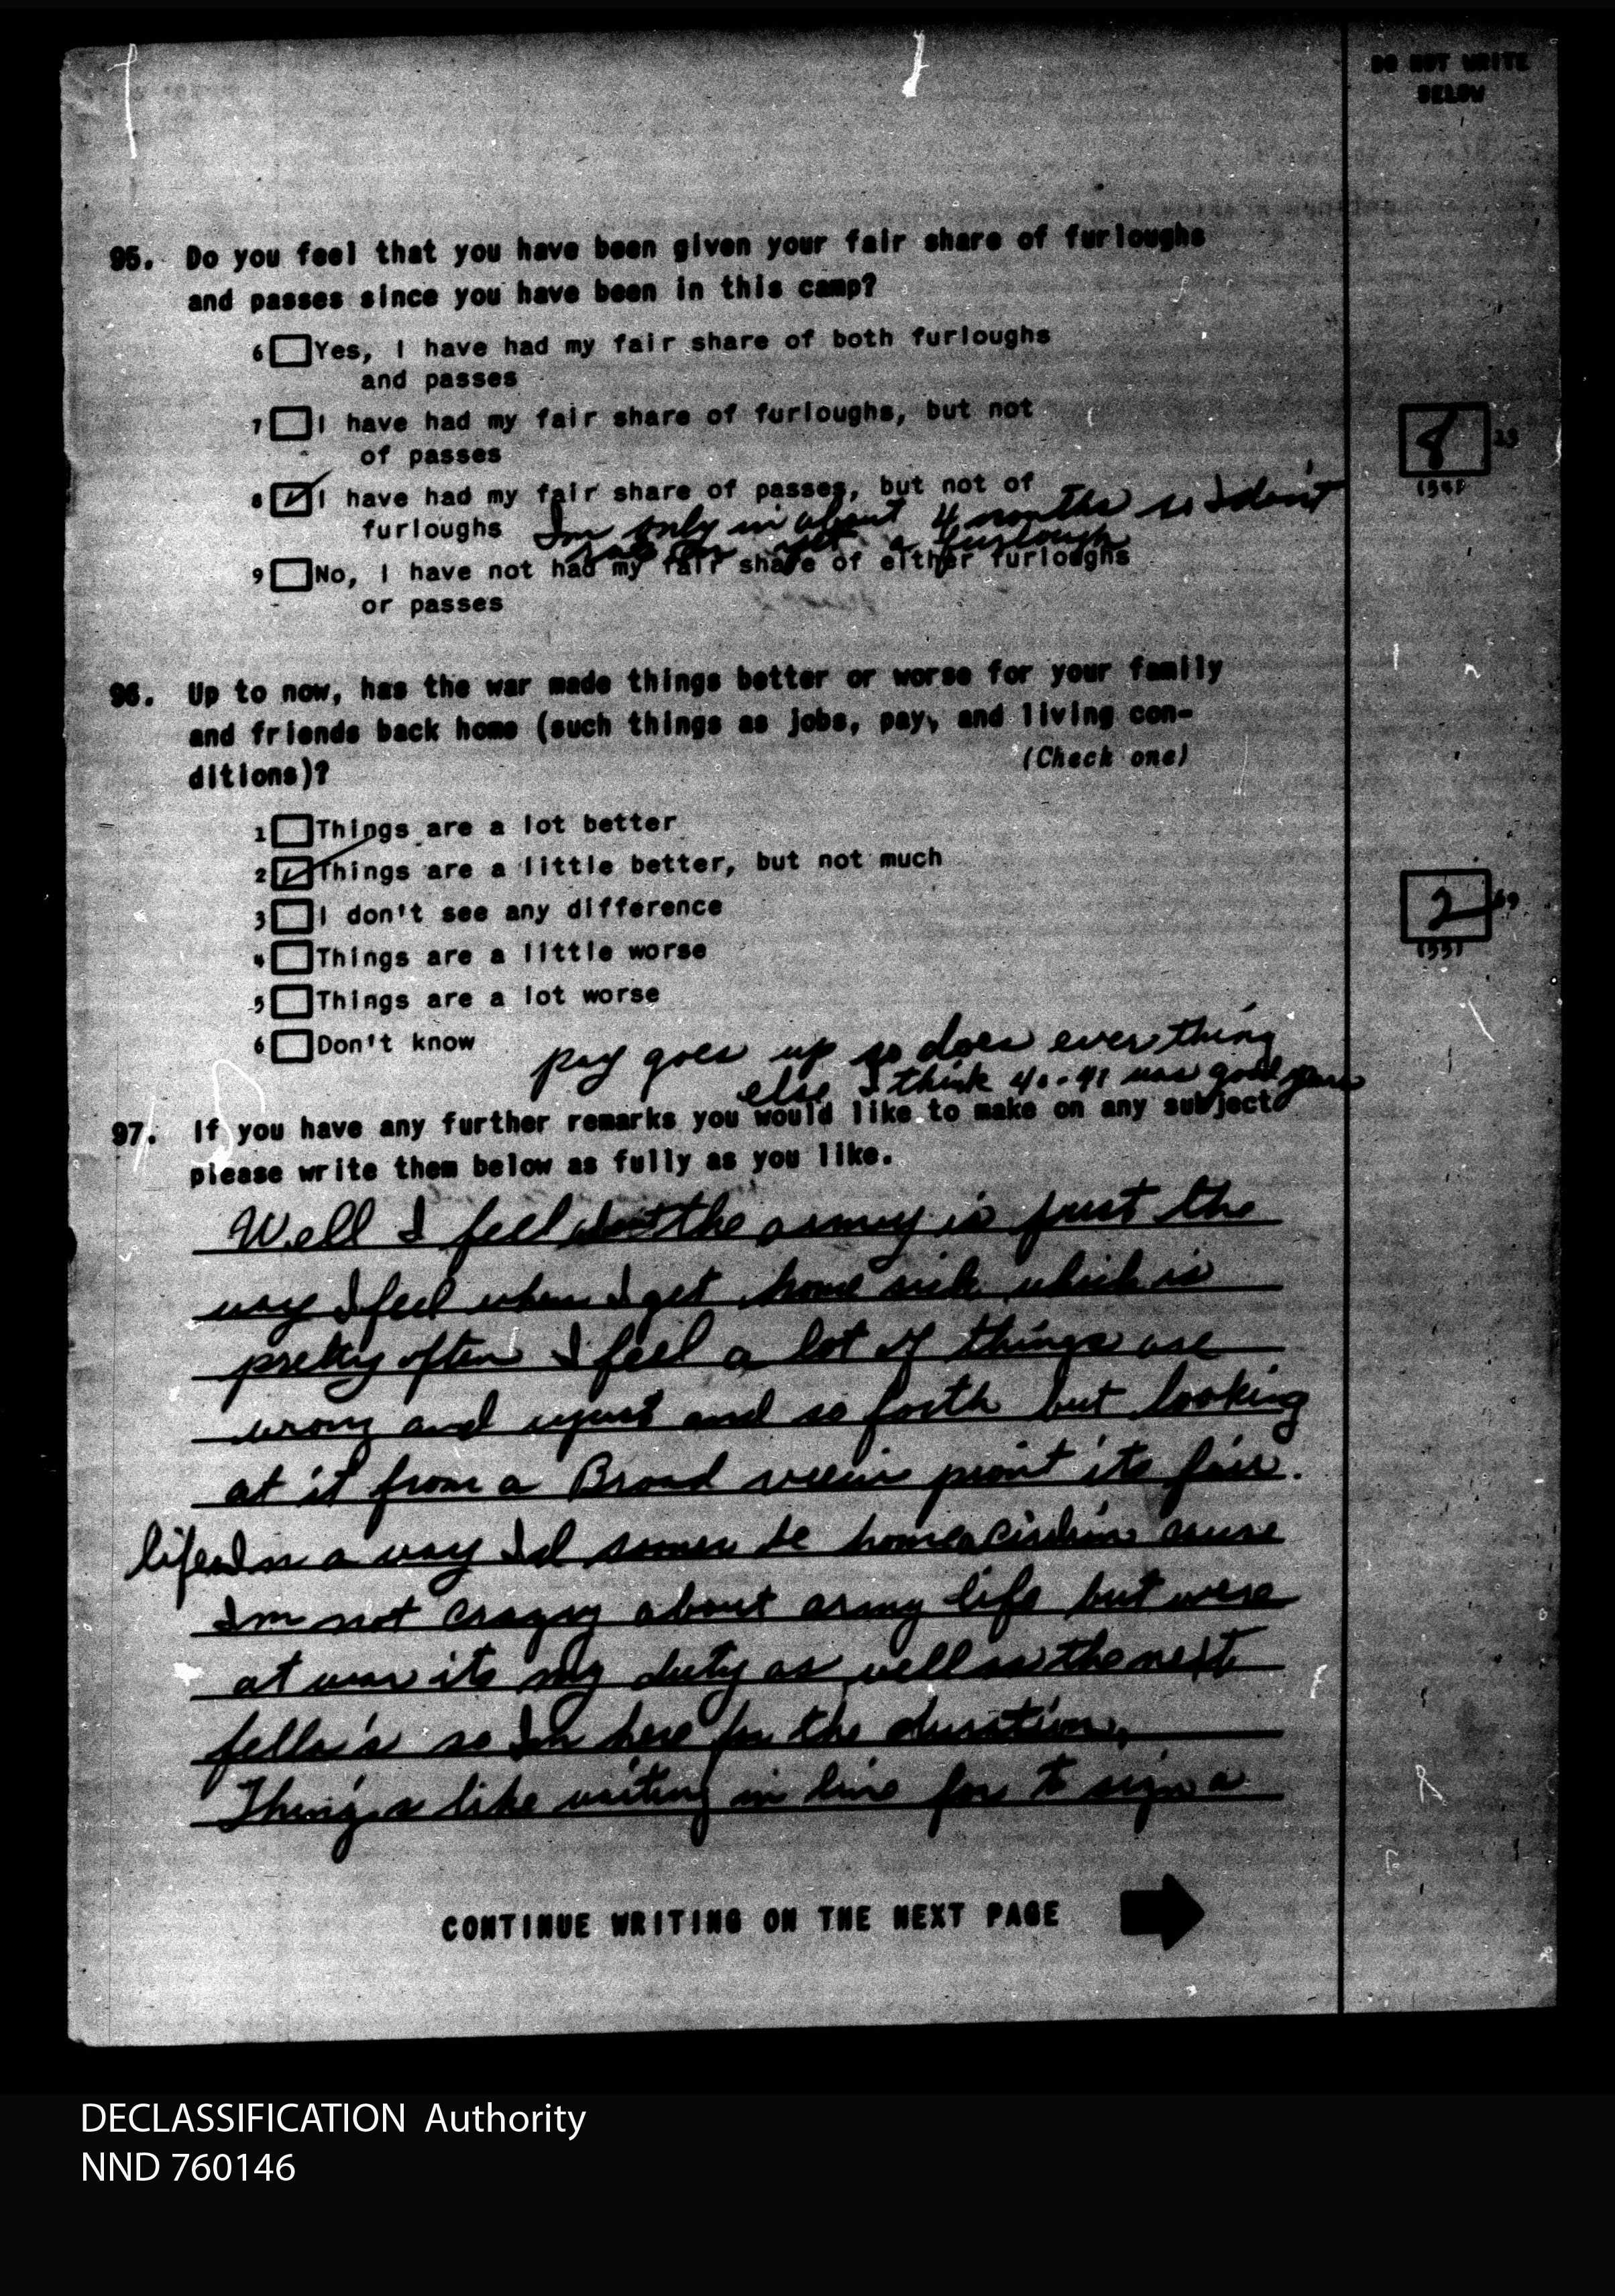 DO NOT WRITE
BELOW
95. Do you feel that you have been given your fair share of furloughs
and passes since you have been in this camp?
6 Yes, I have had my fair share of both furloughs
and passes
7 I have had my fair share of furloughs, but not
of passes
8 I have had my fair share of passes, but not of
furloughs Im only in about 4 months so I don't
rate yet a furlough
9 No, I have not had my fair share of either furloughs
or passes
8
(54)
96. Up to now, has the war made things better or worse for your family
and friends back home (such things as jobs, pay, and living con-
ditions)? (Check one)
1 Things are a lot better
2 Things are a little better, but not much
3 I don't see any difference
4 Things are a little worse
5 Things are a lot worse
6 Don't know
2
(55)
pay goes up so does everthing
else I think 40-41 was good years
97. If you have any further remarks you would like to make on any subject
please write them below as fully as you like.
Well I feel about the army is just the
way I feel when I get home sick which is
pretty often I feel a lot of things are
wrong and ujust and so forth but looking
at it from a Broad point its fair.
life In a way Id be home cause
Im not crazy about army life but were
at war its my duty as well as the next
fella's so Im here for the duration,
Thing's like waiting in line for to sign a
CONTINUE WRITING ON THE NEXT PAGE
DECLASSIFICATION Authority
NND 760146